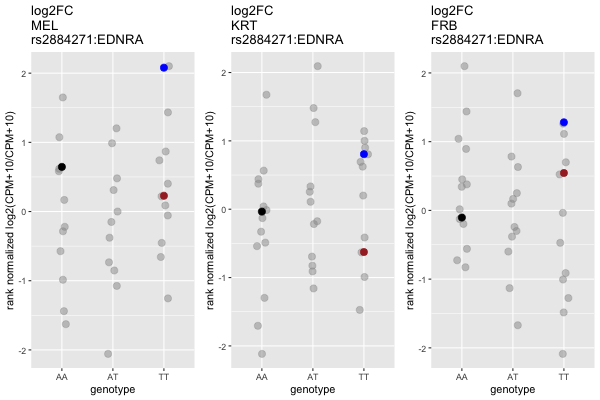 log2FC
MEL
rs2884271:EDNRA
rank normalized log2(CPM+10/CPM+10)
2
1
0
-1
-2
AA AT TT
genotype
log2FC
KRT
rs2884271:EDNRA
rank normalized log2(CPM+10/CPM+10)
2
1
0
-1
-2
AA AT TT
genotype
log2FC
FRB
rs2884271:EDNRA
rank normalized log2(CPM+10/CPM+10)
2
1
0
-1
-2
AA AT TT
genotype